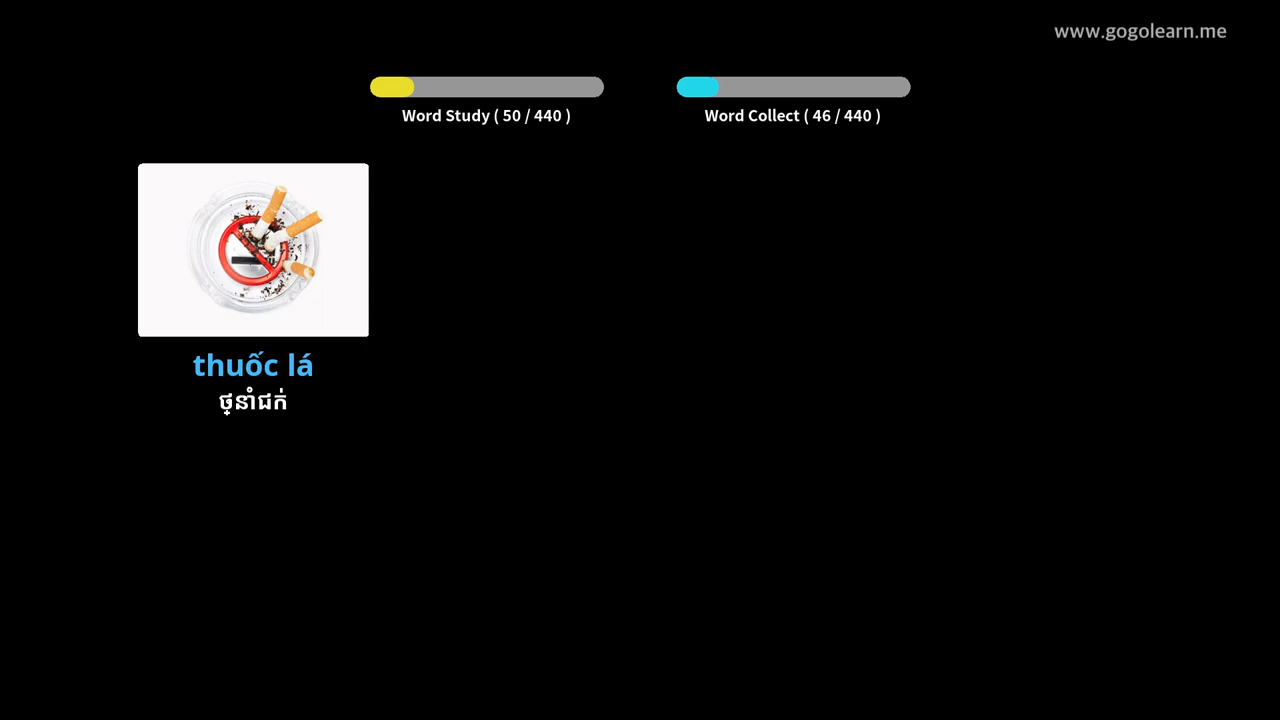 www.gogolearn.me
Word Study ( 50 / 440 )
Word Collect ( 46 / 440 )
thuốc lá
ថ្នាំជក់